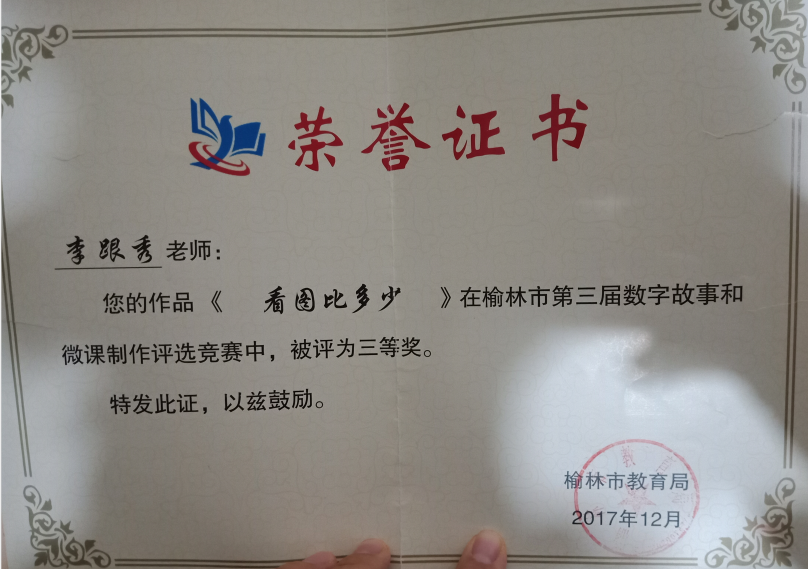 荣誉证书
李跟秀老师：
您的作品《 看图比多少 》在榆林市第三届数字故事和
微课制作评选竞赛中，被评为三等奖。
特发此证，以兹鼓励。
榆林市教育局
2017年12月